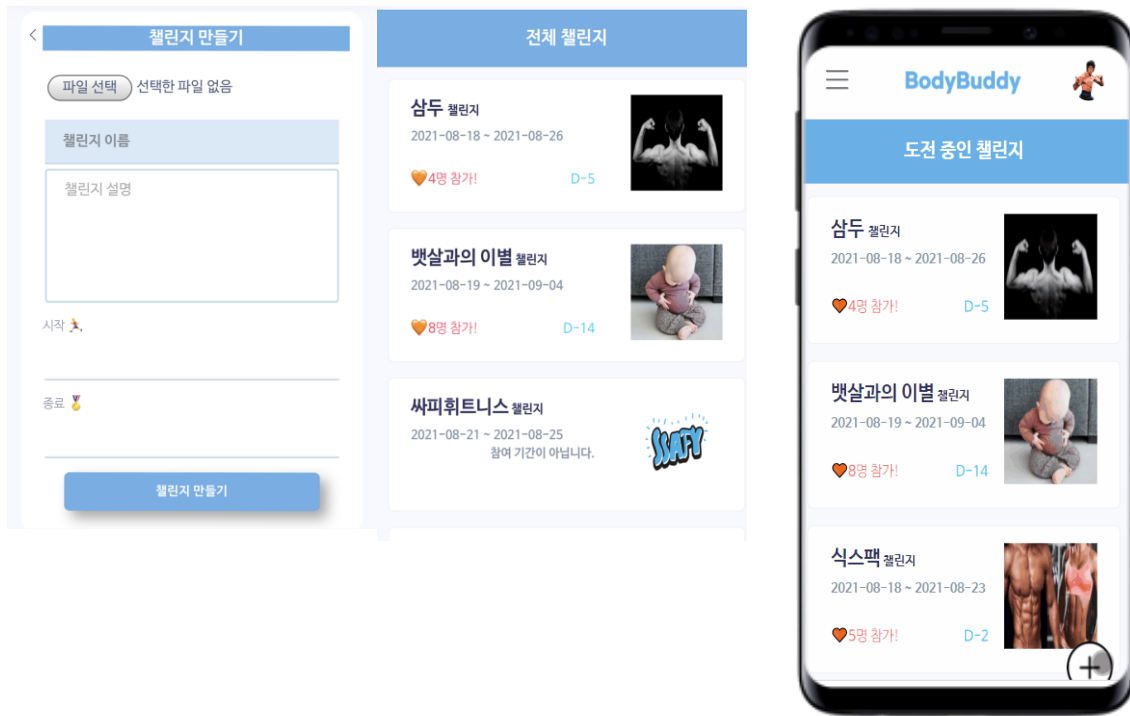 챌린지 만들기
파일 선택 선택한 파일 없음
챌린지 이름
챌린지 설명
시작
종료
챌린지 만들기
전체 챌린지
삼두 챌린지
2021-08-18 ~ 2021-08-26
4명 참가! D-5
뱃살과의 이별 챌린지
2021-08-19 ~ 2021-09-04
8명 참가! D-14
싸피휘트니스 챌린지
2021-08-21 ~ 2021-08-25
참여 기간이 아닙니다.
SSAFY
BodyBuddy
도전 중인 챌린지
삼두 챌린지
2021-08-18 ~ 2021-08-26
4명 참가! D-5
뱃살과의 이별 챌린지
2021-08-19 ~ 2021-09-04
8명 참가! D-14
식스팩 챌린지
2021-08-18 ~ 2021-08-23
5명 참가! D-2